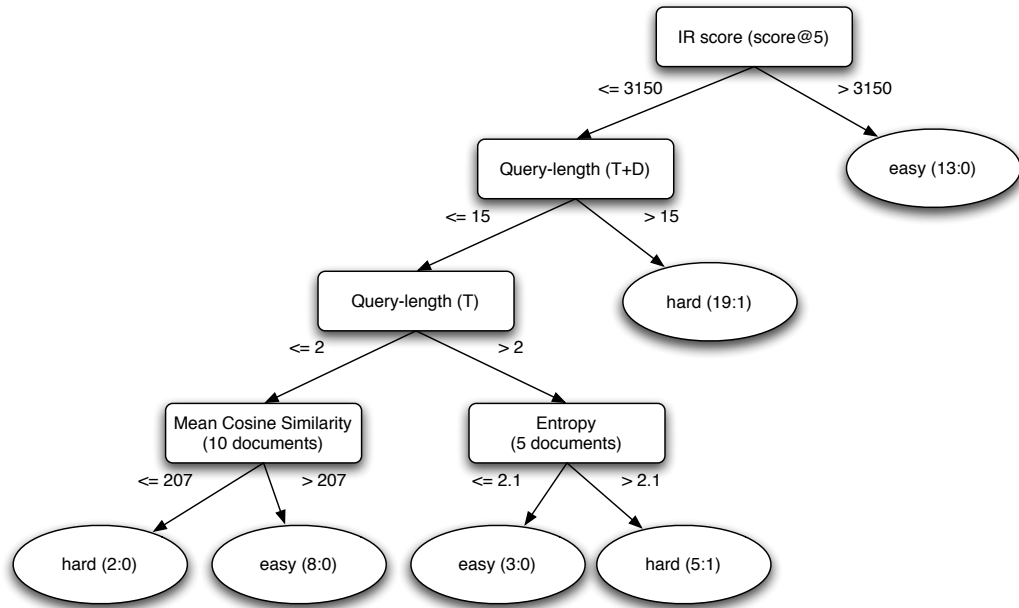 IR score (score@5)
<= 3150
> 3150
Query-length (T+D)
easy (13:0)
<= 15
> 15
Query-length (T)
hard (19:1)
<= 2
> 2
Mean Cosine Similarity
(10 documents)
Entropy
(5 documents)
<= 207
> 207
<= 2.1
> 2.1
hard (2:0)
easy (8:0)
easy (3:0)
hard (5:1)